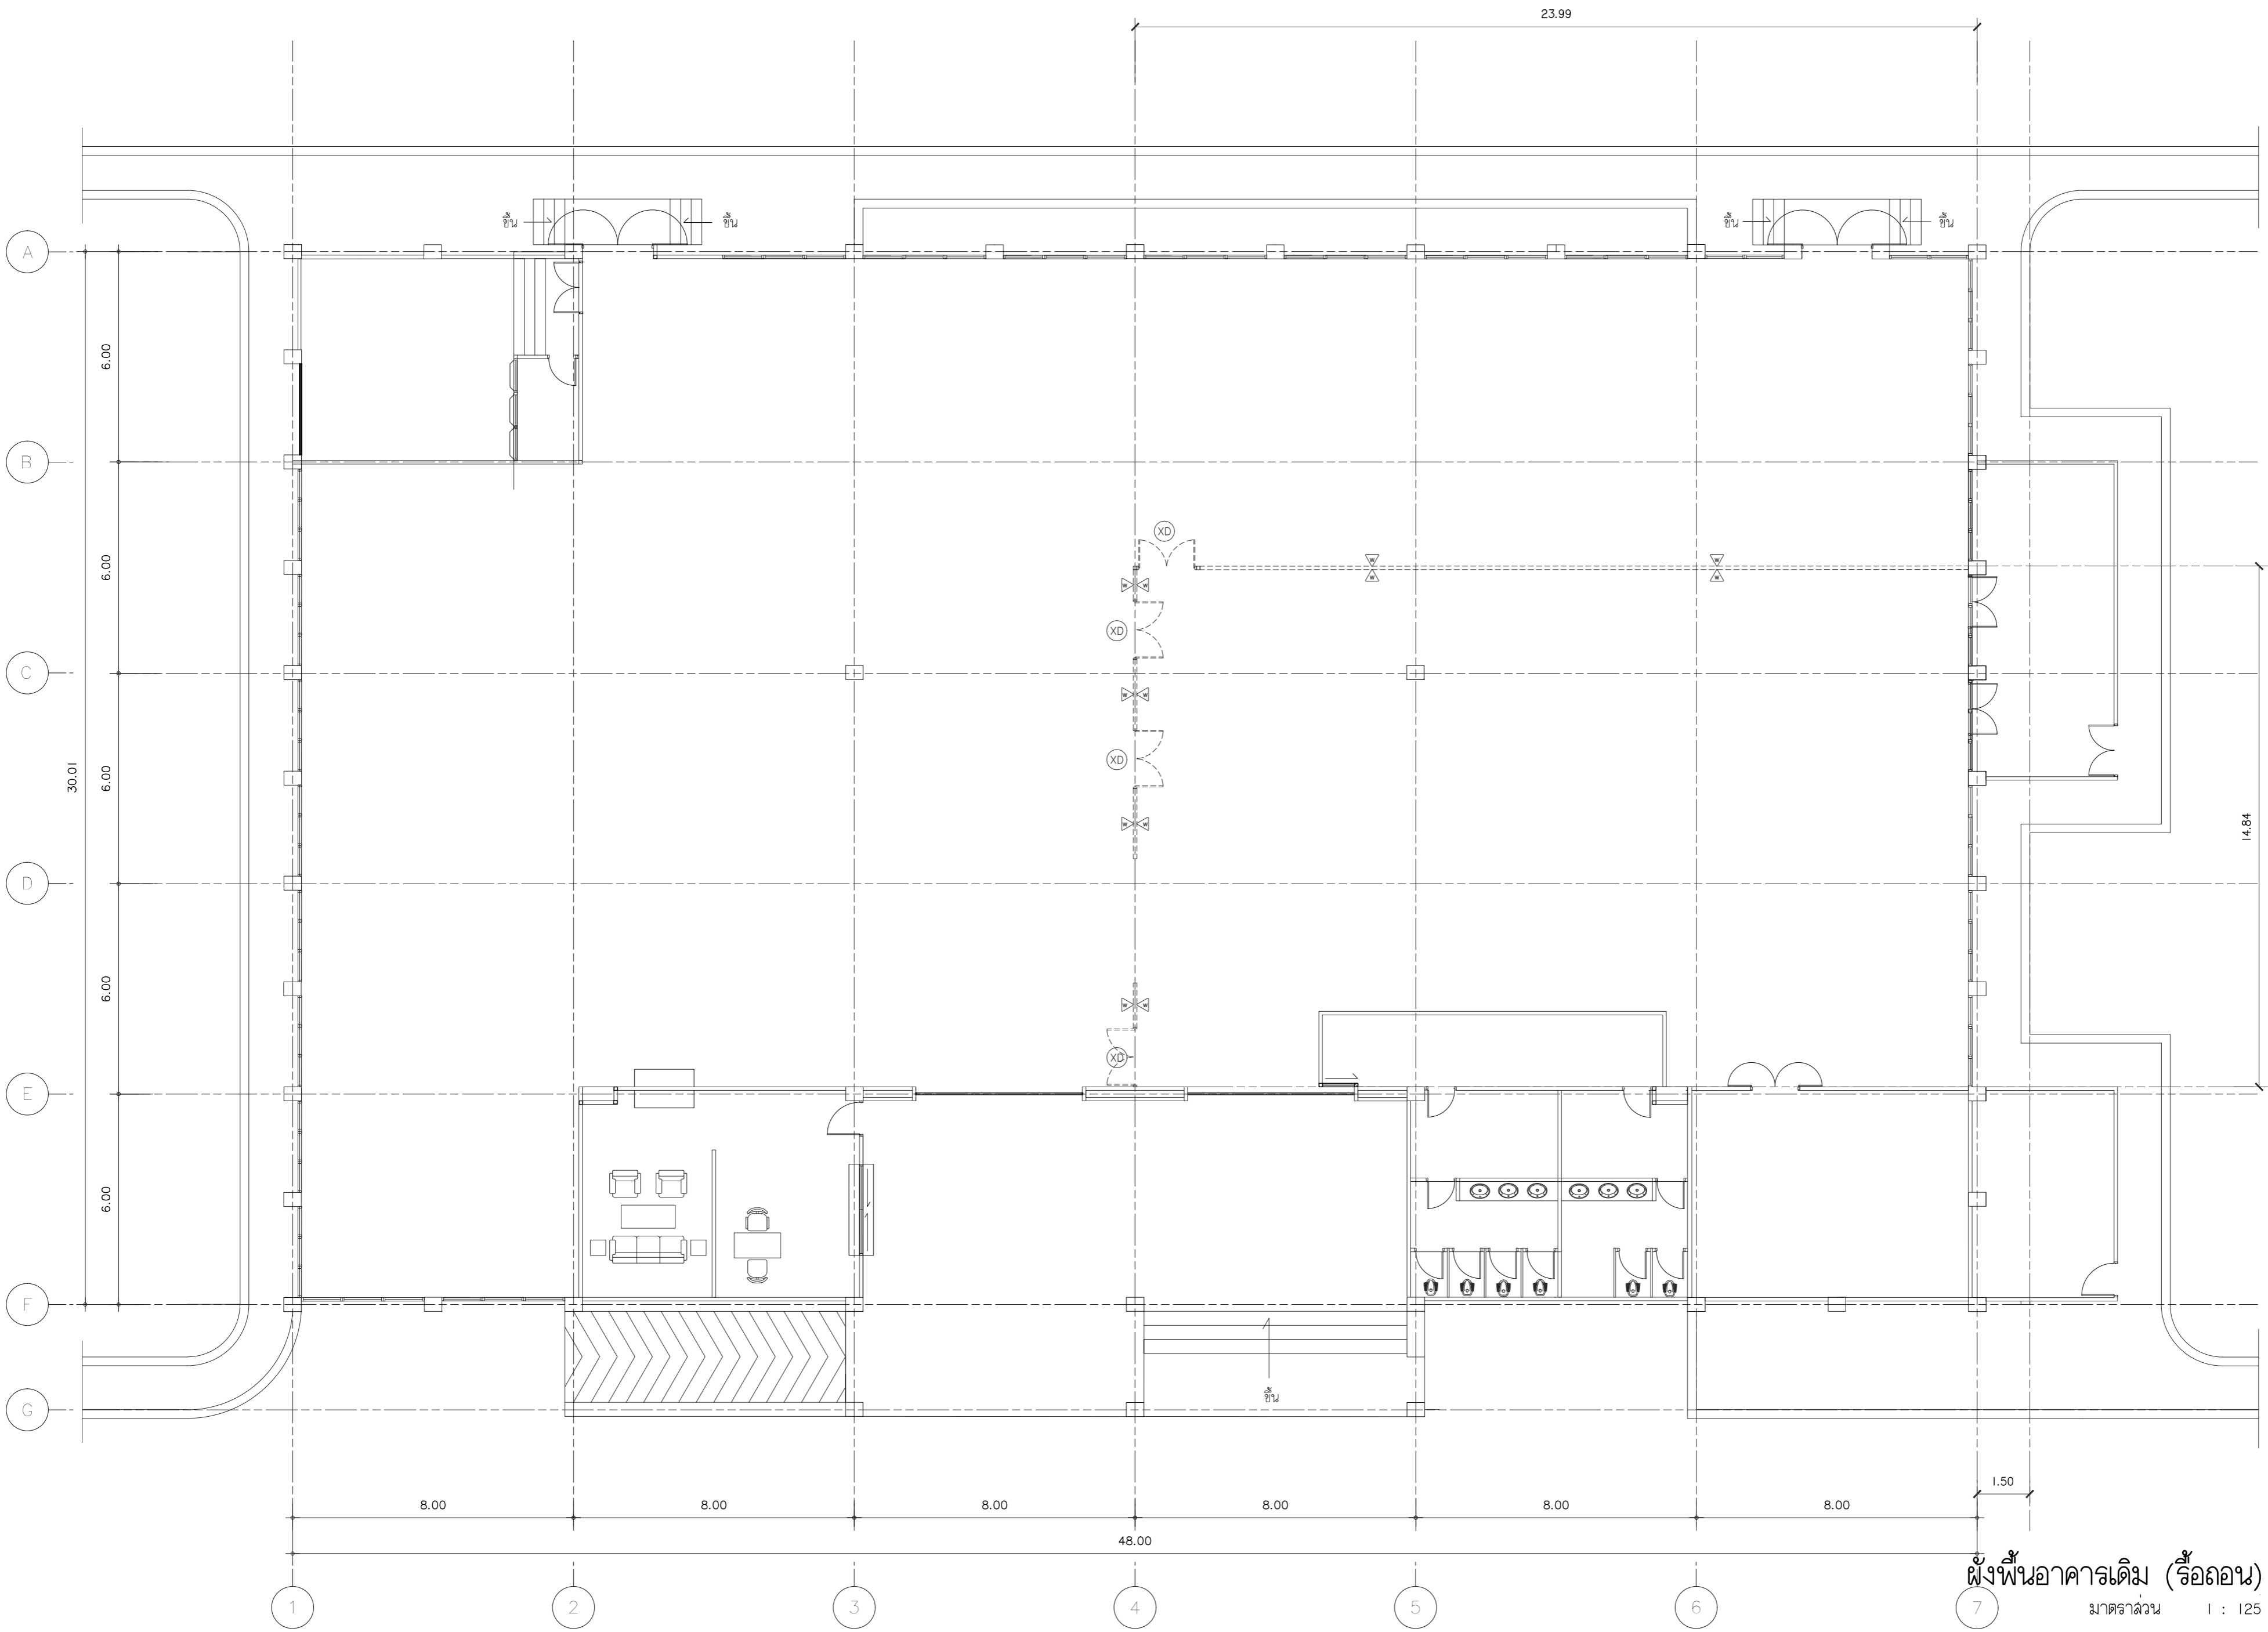 23.99
ขึ้น
ขึ้น
ขึ้น
ขึ้น
A
6.00
B
XD
W
W
W
W
6.00
W W
XD
C
W W
XD
30.01
6.00
W W
14.84
D
6.00
W W
XD
E
6.00
F
ขึ้น
G
1.50
8.00
8.00
8.00
8.00
8.00
8.00
48.00
1
2
3
4
5
6
7
ผังพื้นอาคารเดิม (รื้อถอน)
มาตราส่วน 1 : 125